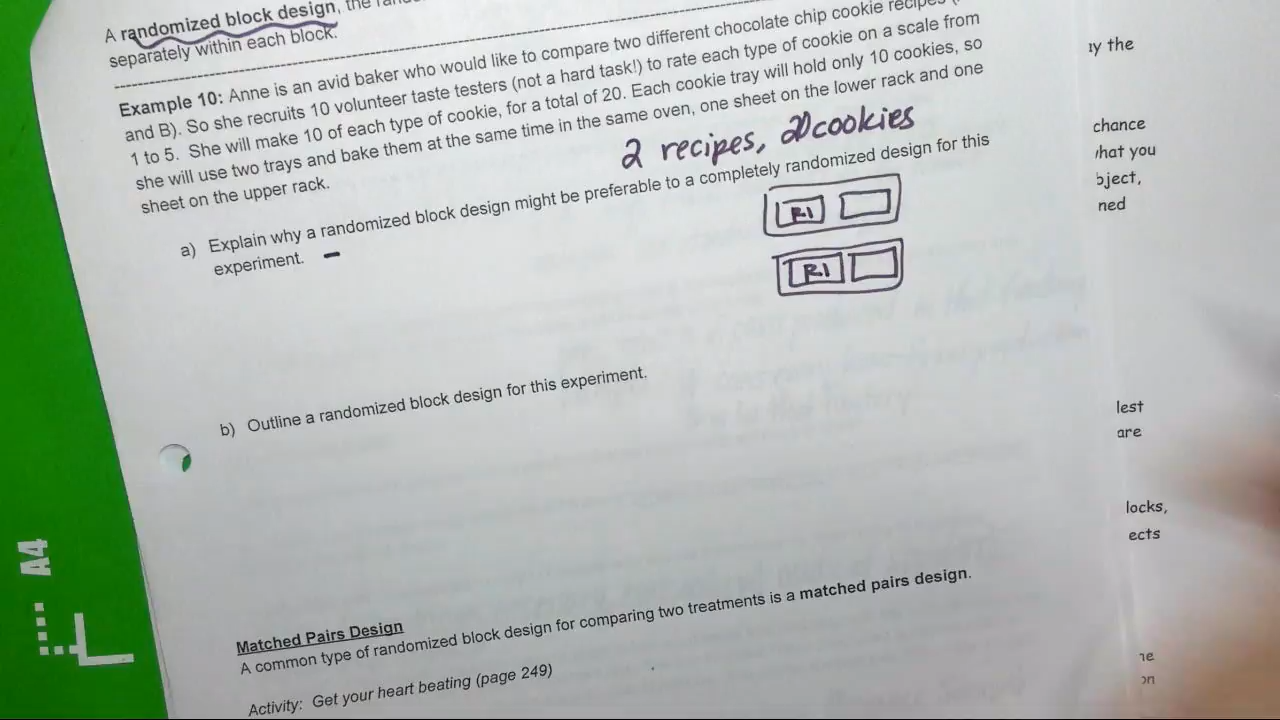 A randomized block design, the
separately within each block.
Example 10: Anne is an avid baker who would like to compare two different chocolate chip cookie recipes
and B). So she recruits 10 volunteer taste testers (not a hard task!) to rate each type of cookie on a scale from
1 to 5. She will make 10 of each type of cookie, for a total of 20. Each cookie tray will hold only 10 cookies, so
she will use two trays and bake them at the same time in the same oven, one sheet on the lower rack and one
sheet on the upper rack.
2 recipes, 20 cookies
a) Explain why a randomized block design might be preferable to a completely randomized design for this
experiment. -
R1
R1
b) Outline a randomized block design for this experiment.
Matched Pairs Design
A common type of randomized block design for comparing two treatments is a matched pairs design.
Activity: Get your heart beating (page 249)
A4
the
chance
you
ned
are